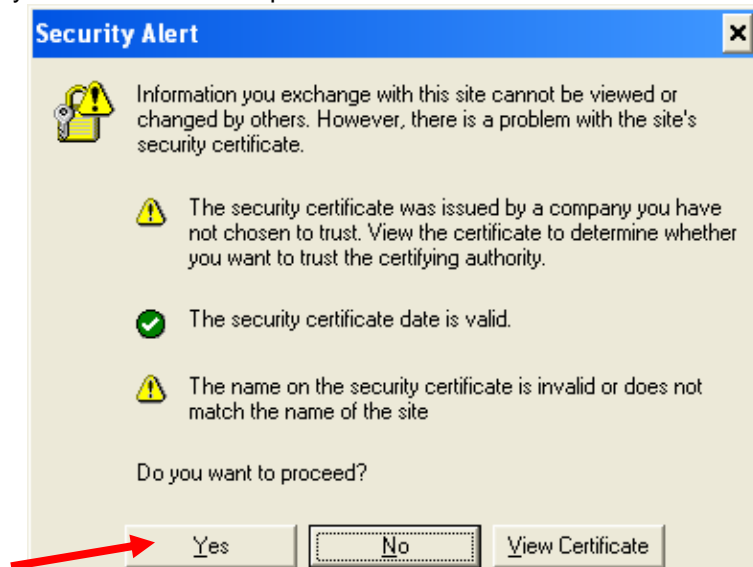 Security Alert
Information you exchange with this site cannot be viewed or
changed by others. However, there is a problem with the site's
security certificate.
The security certificate was issued by a company you have
not chosen to trust. View the certificate to determine whether
you want to trust the certifying authority.
The security certificate date is valid.
The name on the security certificate is invalid or does not
match the name of the site
Do you want to proceed?
Yes No View Certificate